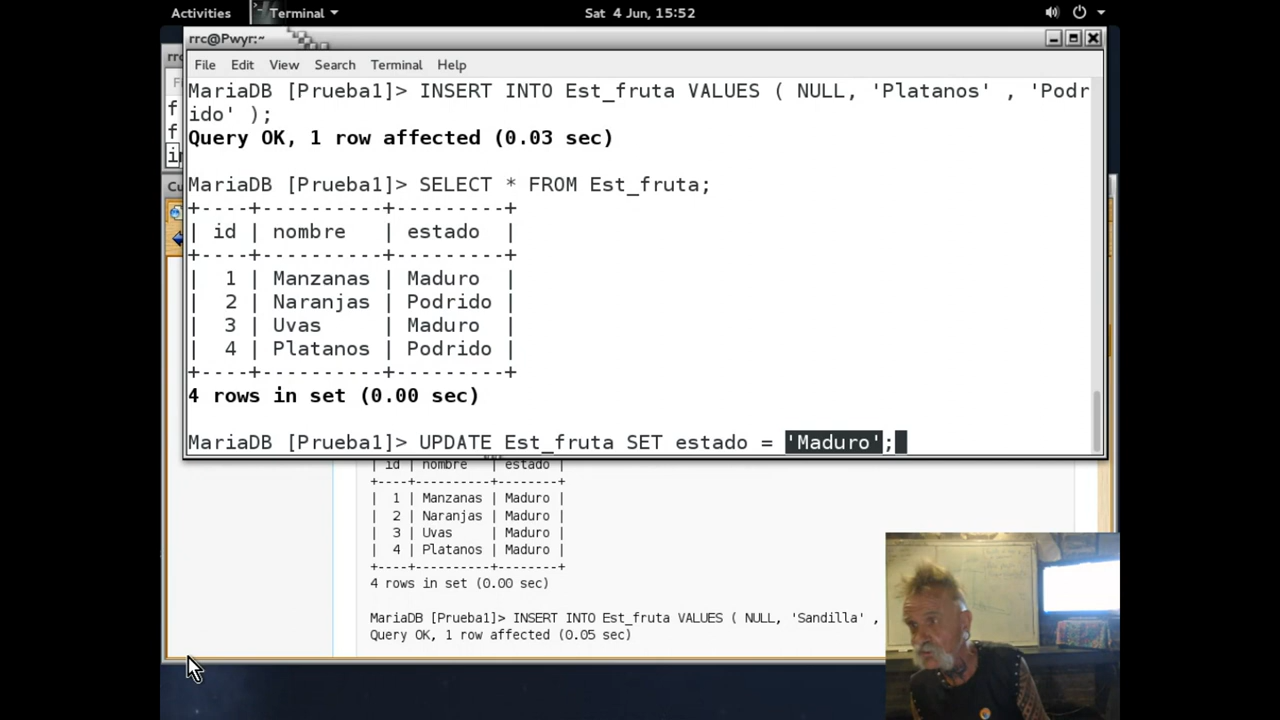 Activities Terminal Sat 4 Jun, 15:52
rrc@Pwyr:~
File Edit View Search Terminal Help
MariaDB [Prueba1]> INSERT INTO Est_fruta VALUES ( NULL, 'Platanos' , 'Podr
ido' );
Query OK, 1 row affected (0.03 sec)
MariaDB [Prueba1]> SELECT * FROM Est_fruta;
+----+----------+---------+
| id | nombre   | estado  |
+----+----------+---------+
|  1 | Manzanas | Maduro  |
|  2 | Naranjas | Podrido |
|  3 | Uvas     | Maduro  |
|  4 | Platanos | Podrido |
+----+----------+---------+
4 rows in set (0.00 sec)
MariaDB [Prueba1]> UPDATE Est_fruta SET estado = 'Maduro';
| id | nombre   | estado |
+----+----------+--------+
|  1 | Manzanas | Maduro |
|  2 | Naranjas | Maduro |
|  3 | Uvas     | Maduro |
|  4 | Platanos | Maduro |
+----+----------+--------+
4 rows in set (0.00 sec)
MariaDB [Prueba1]> INSERT INTO Est_fruta VALUES ( NULL, 'Sandilla' ,
Query OK, 1 row affected (0.05 sec)